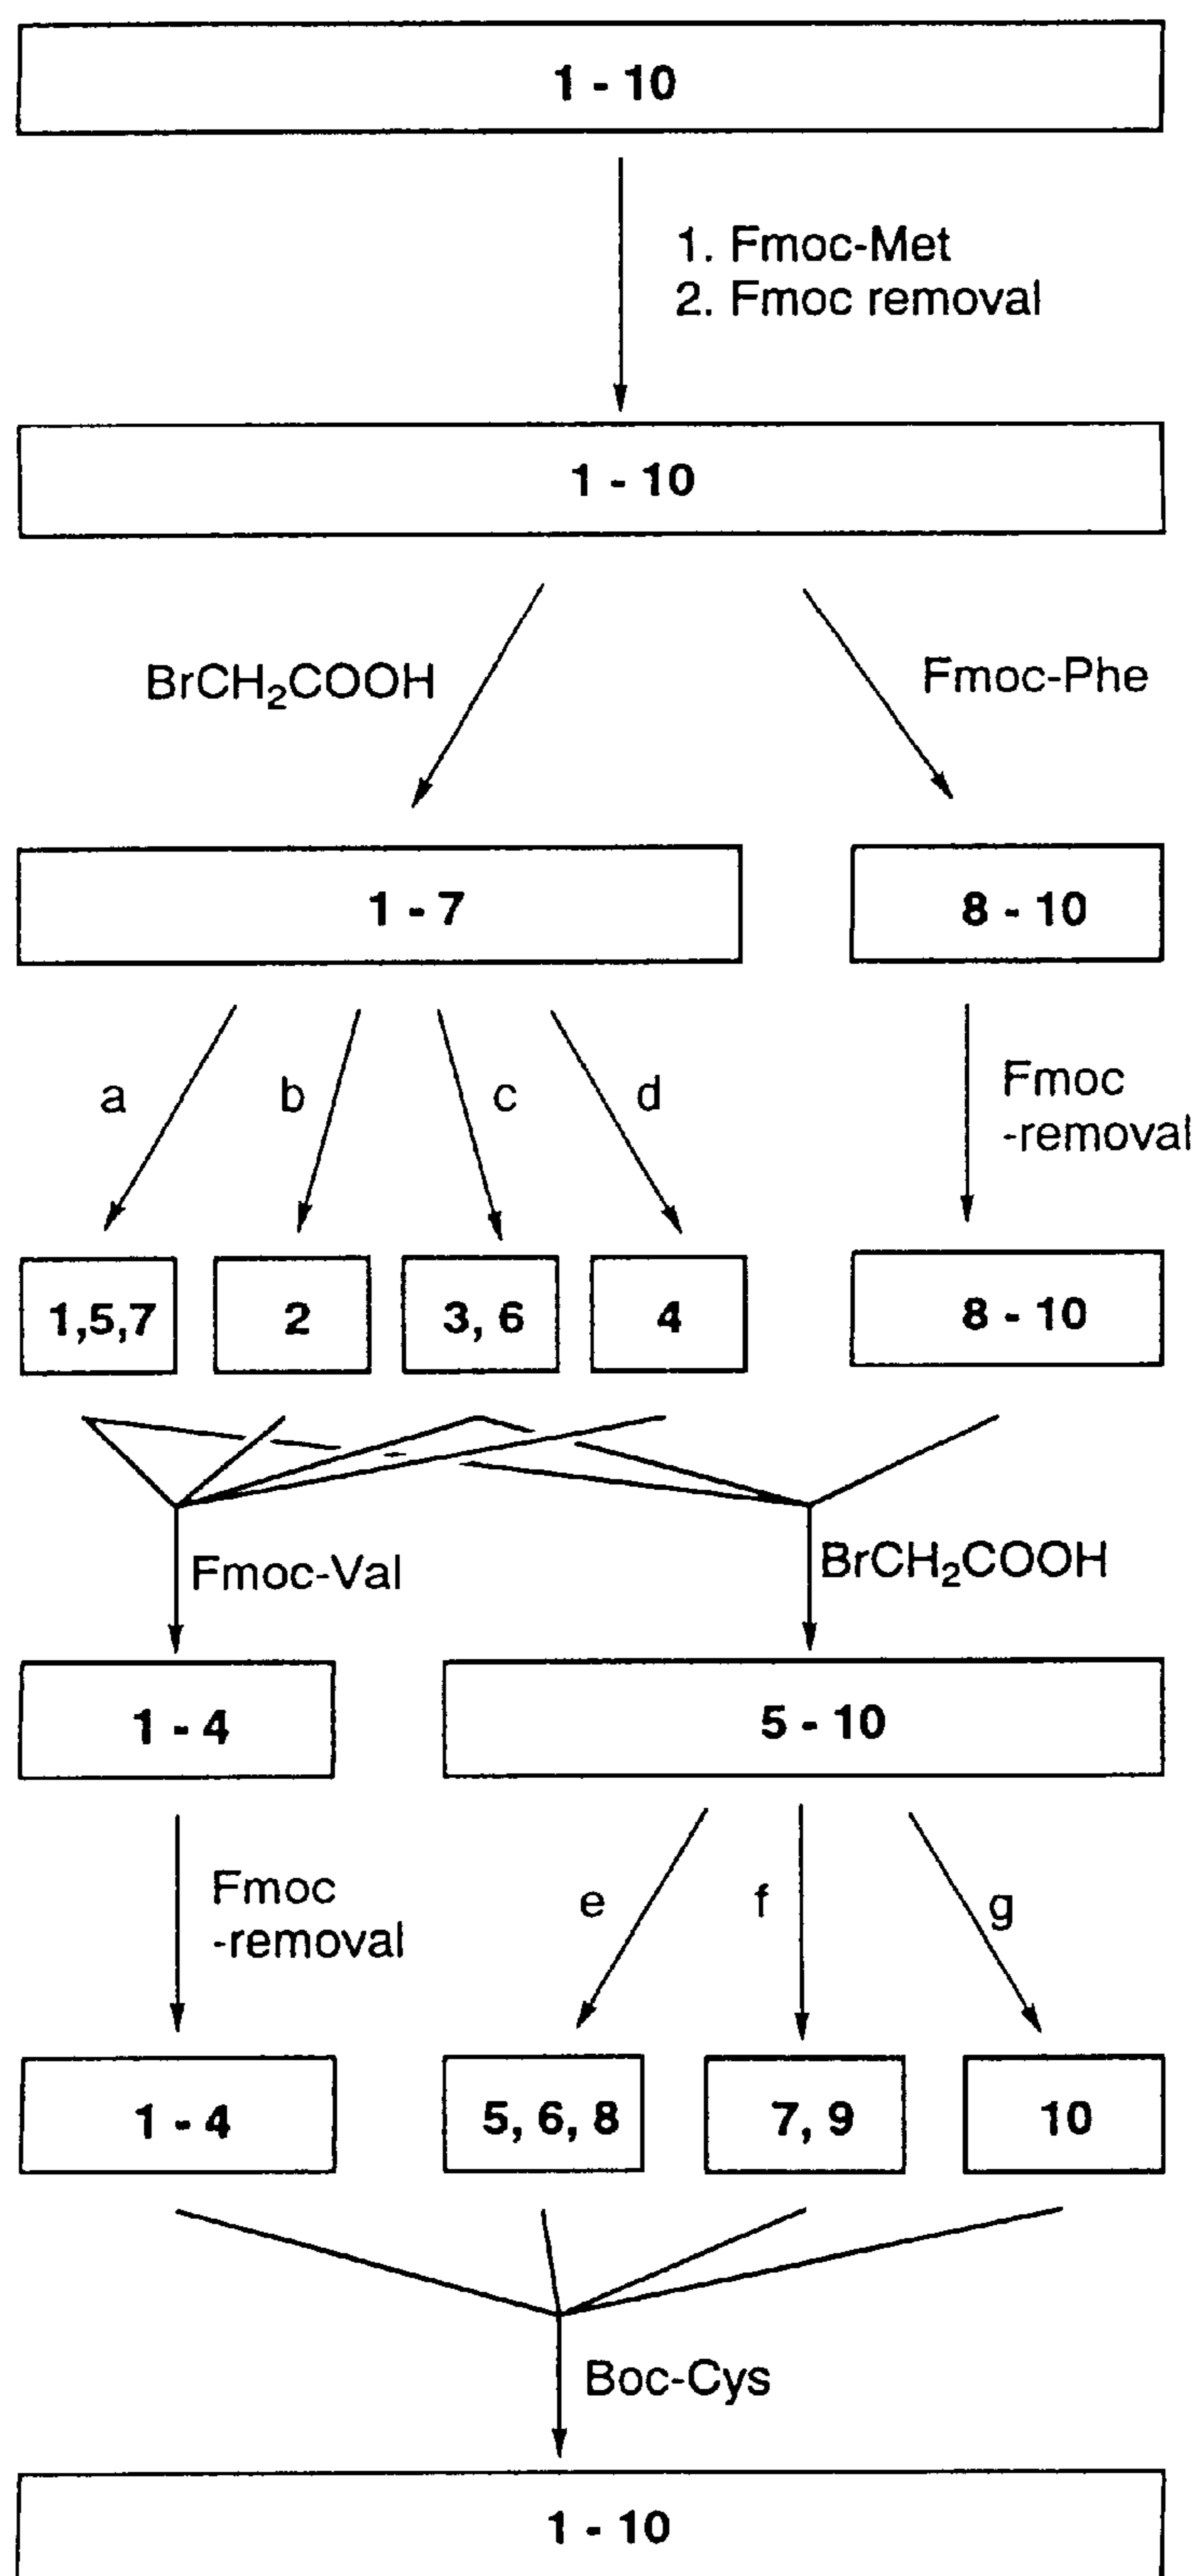 1 - 10
1. Fmoc-Met
2. Fmoc removal
1 - 10
BrCH₂COOH
Fmoc-Phe
1 - 7
8 - 10
a
b
c
d
Fmoc
-removal
1,5,7
2
3, 6
4
8 - 10
Fmoc-Val
BrCH₂COOH
1 - 4
5 - 10
Fmoc
-removal
e
f
g
1 - 4
5, 6, 8
7, 9
10
Boc-Cys
1 - 10